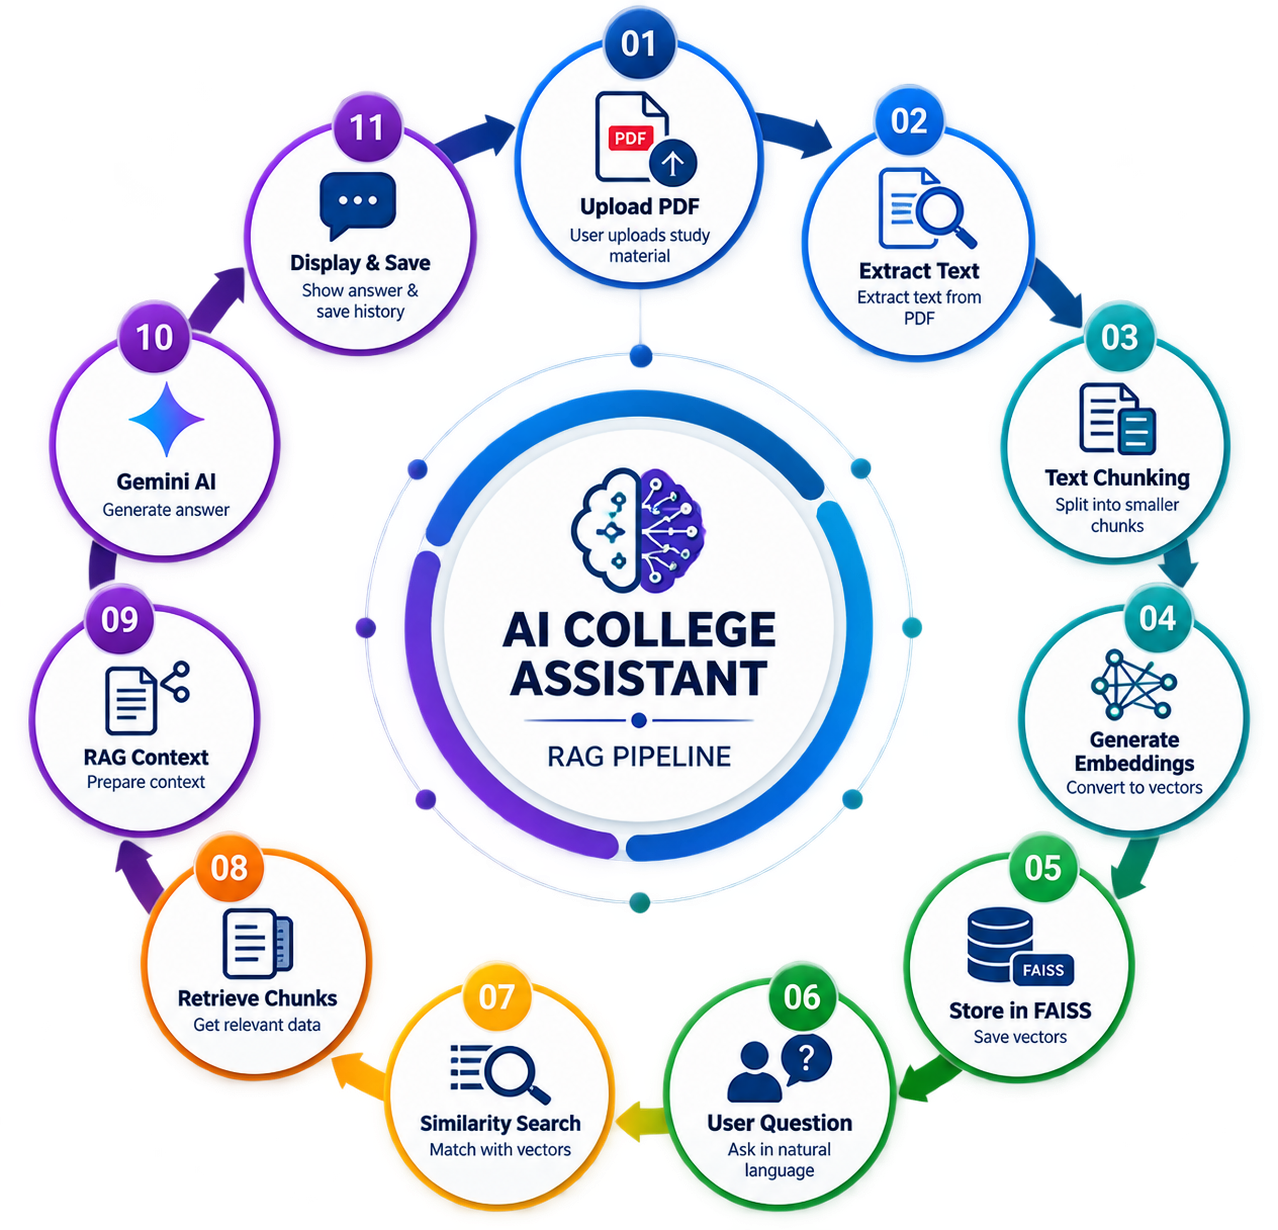 01
PDF
Upload PDF
User uploads study
material
02
Extract Text
Extract text from
PDF
03
Text Chunking
Split into smaller
chunks
04
Generate
Embeddings
Convert to vectors
05
FAISS
Store in FAISS
Save vectors
06
?
User Question
Ask in natural
language
07
Similarity Search
Match with vectors
08
Retrieve Chunks
Get relevant data
09
RAG Context
Prepare context
10
Gemini AI
Generate answer
11
Display & Save
Show answer &
save history
AI COLLEGE
ASSISTANT
RAG PIPELINE